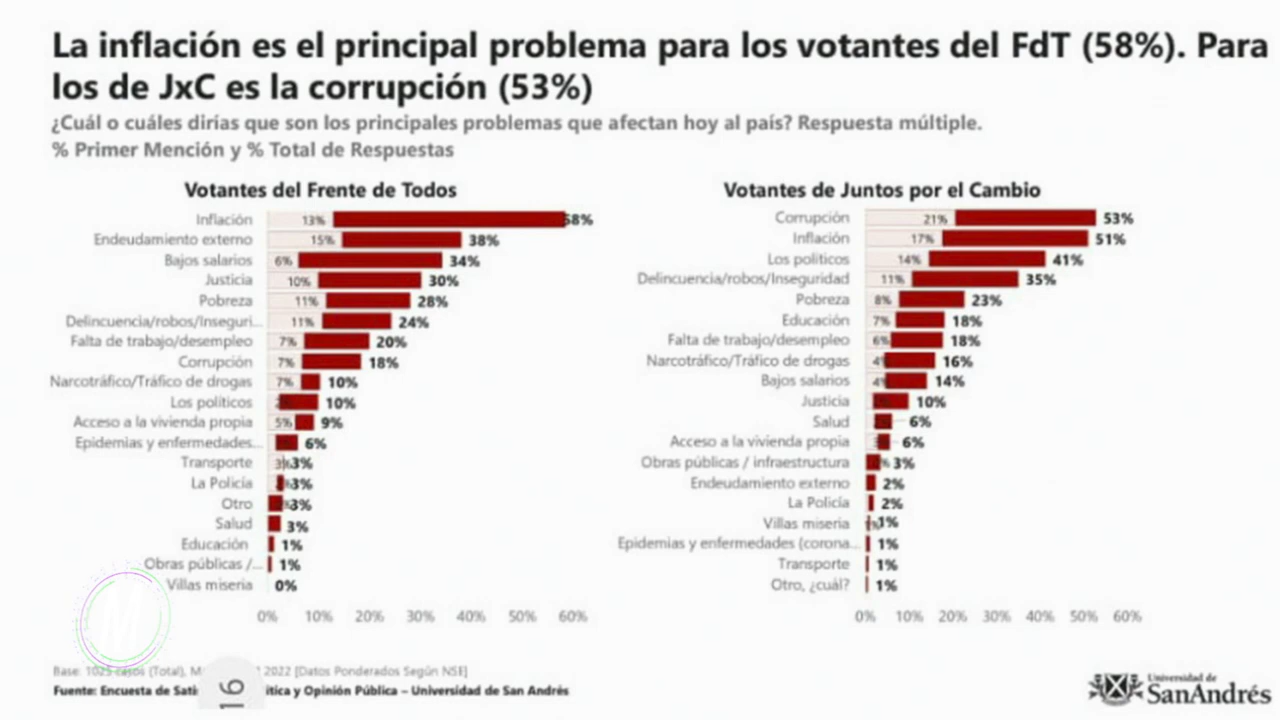 La inflación es el principal problema para los votantes del FdT (58%). Para
los de JxC es la corrupción (53%)
¿Cuál o cuáles dirías que son los principales problemas que afectan hoy al país? Respuesta múltiple.
% Primer Mención y % Total de Respuestas
Votantes del Frente de Todos
Inflación 13% 58%
Endeudamiento externo 15% 38%
Bajos salarios 6% 34%
Justicia 10% 30%
Pobreza 11% 28%
Delincuencia/robos/Inseguri... 11% 24%
Falta de trabajo/desempleo 7% 20%
Corrupción 7% 18%
Narcotráfico/Tráfico de drogas 7% 10%
Los políticos 10%
Acceso a la vivienda propia 5% 9%
Epidemias y enfermedades... 6%
Transporte 3% 3%
La Policía 3%
Otro 3%
Salud 3%
Educación 1%
Obras públicas /... 1%
Villas miseria 0%
0% 10% 20% 30% 40% 50% 60%
Votantes de Juntos por el Cambio
Corrupción 21% 53%
Inflación 17% 51%
Los políticos 14% 41%
Delincuencia/robos/Inseguridad 11% 35%
Pobreza 8% 23%
Educación 7% 18%
Falta de trabajo/desempleo 6% 18%
Narcotráfico/Tráfico de drogas 4% 16%
Bajos salarios 4% 14%
Justicia 10%
Salud 6%
Acceso a la vivienda propia 6%
Obras públicas / infraestructura 3%
Endeudamiento externo 2%
La Policía 2%
Villas miseria 1%
Epidemias y enfermedades (corona... 1%
Transporte 1%
Otro, ¿cuál? 1%
0% 10% 20% 30% 40% 50% 60%
Base: 1025 casos (Total), 2022 [Datos Ponderados Según NSE]
Fuente: Encuesta de Sati itica y Opinión Pública – Universidad de San Andrés
16
Universidad de
SanAndrés